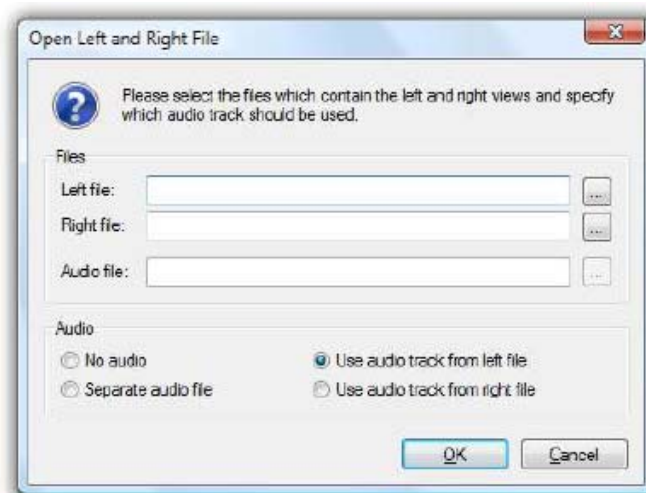 Open Left and Right File
Please select the files which contain the left and right views and specify
which audio track should be used.
Files
Left file:
...
Right file:
...
Audio file:
...
Audio
No audio
Use audio track from left file
Separate audio file
Use audio track from right file
OK
Cancel